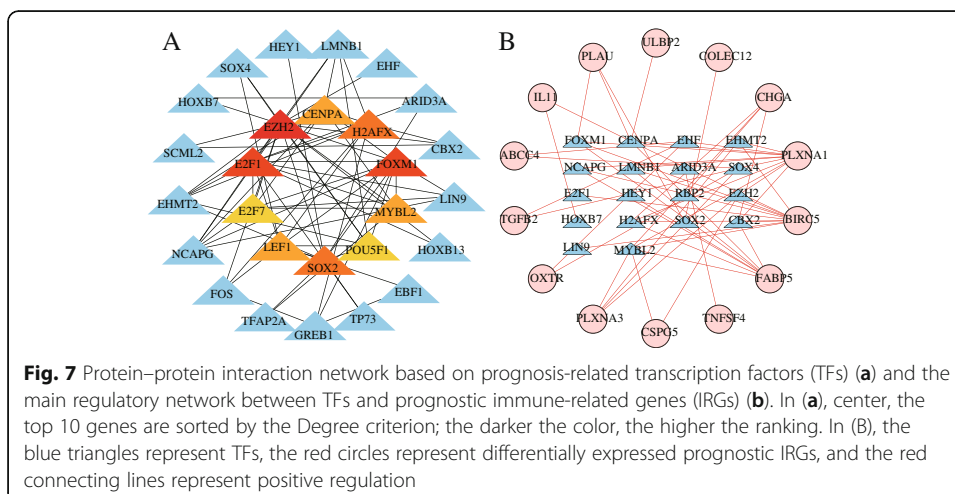 A
HEY1
LMNB1
SOX4
EHF
HOXB7
ARID3A
CENPA
EZH2
H2AFX
SCML2
CBX2
E2F1
FOXM1
EHMT2
LIN9
E2F7
MYBL2
NCAPG
LEF1
POU5F1
HOXB13
SOX2
FOS
EBF1
TFAP2A
TP73
GREB1
B
ULBP2
PLAU
COLEC12
IL11
CHGA
FOXM1 CENPA EHF EHMT2
ABCC4
PLXNA1
NCAPG LMNB1 ARID3A SOX4
E2F1 HEY1 RBP2 EZH2
TGFB2
BIRC5
HOXB7 H2AFX SOX2 CBX2
LIN9 MYBL2
OXTR
FABP5
PLXNA3
CSPG5
TNFSF4
Fig. 7 Protein–protein interaction network based on prognosis-related transcription factors (TFs) (a) and the
main regulatory network between TFs and prognostic immune-related genes (IRGs) (b). In (a), center, the
top 10 genes are sorted by the Degree criterion; the darker the color, the higher the ranking. In (B), the
blue triangles represent TFs, the red circles represent differentially expressed prognostic IRGs, and the red
connecting lines represent positive regulation